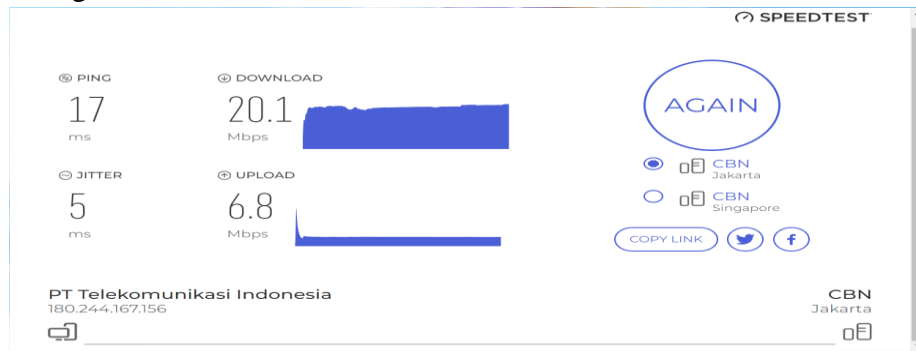 SPEEDTEST
PING
17
ms
DOWNLOAD
20.1
Mbps
JITTER
5
ms
UPLOAD
6.8
Mbps
AGAIN
CBN
Jakarta
CBN
Singapore
COPY LINK
PT Telekomunikasi Indonesia
180.244.167.156
CBN
Jakarta